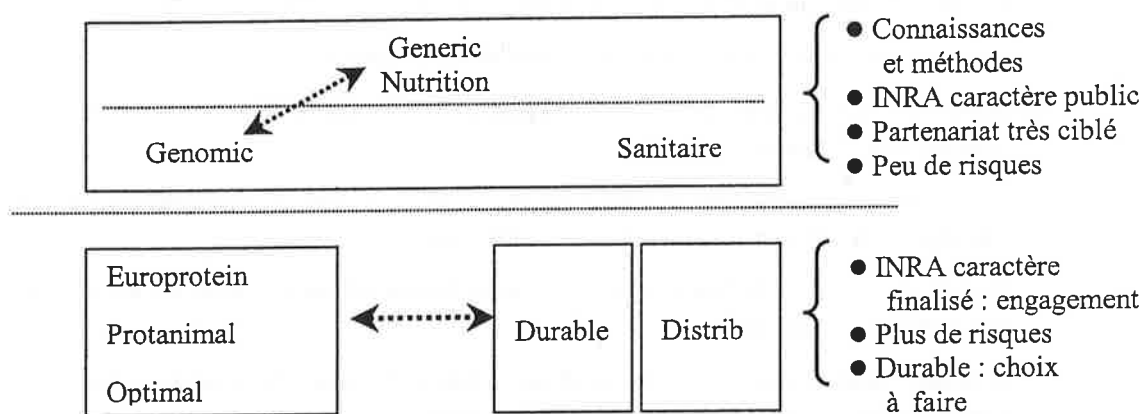 Generic
Nutrition
Genomic
Sanitaire
● Connaissances
et méthodes
● INRA caractère public
● Partenariat très ciblé
● Peu de risques
Europrotein
Protanimal
Optimal
Durable
Distrib
● INRA caractère
finalisé : engagement
● Plus de risques
● Durable : choix
à faire